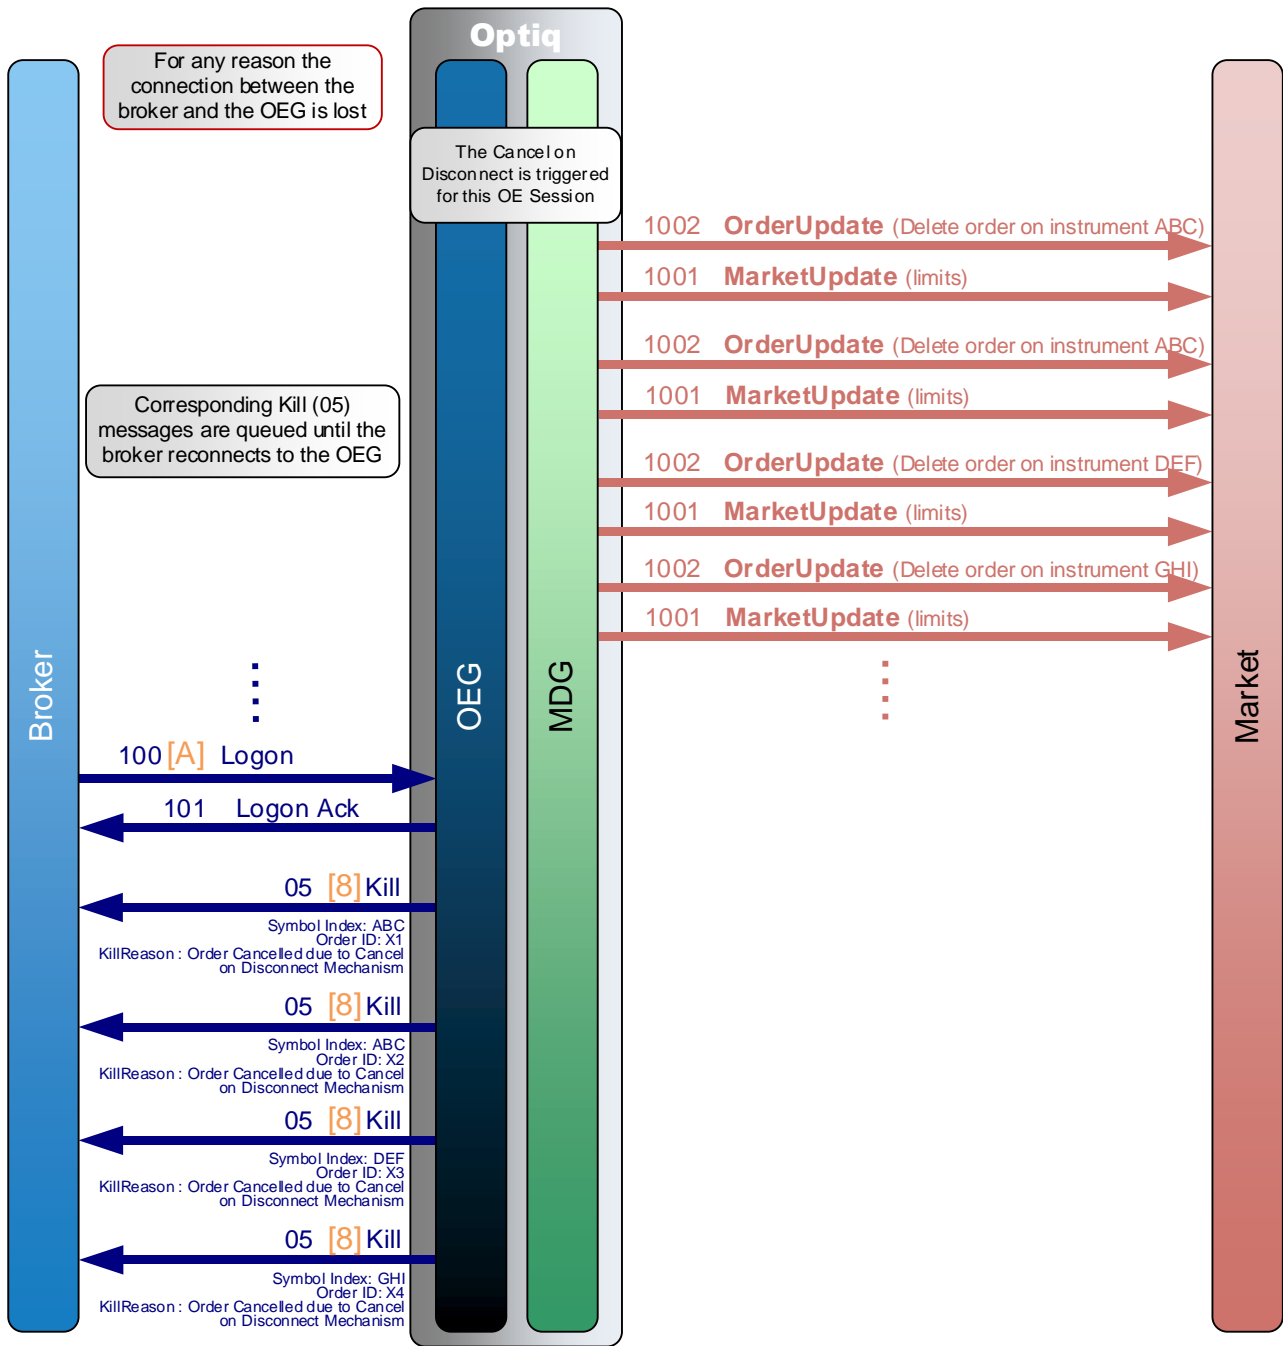 Optiq
For any reason the
connection between the
broker and the OEG is lost
The Cancel on
Disconnect is triggered
for this OE Session
1002 OrderUpdate (Delete order on instrument ABC)
1001 MarketUpdate (limits)
1002 OrderUpdate (Delete order on instrument ABC)
1001 MarketUpdate (limits)
Corresponding Kill (05)
messages are queued until the
broker reconnects to the OEG
1002 OrderUpdate (Delete order on instrument DEF)
1001 MarketUpdate (limits)
1002 OrderUpdate (Delete order on instrument GHI)
1001 MarketUpdate (limits)
Broker
OEG
MDG
Market
100 [A] Logon
101 Logon Ack
05 [8] Kill
Symbol Index: ABC
Order ID: X1
KillReason : Order Cancelled due to Cancel
on Disconnect Mechanism
05 [8] Kill
Symbol Index: ABC
Order ID: X2
KillReason : Order Cancelled due to Cancel
on Disconnect Mechanism
05 [8] Kill
Symbol Index: DEF
Order ID: X3
KillReason : Order Cancelled due to Cancel
on Disconnect Mechanism
05 [8] Kill
Symbol Index: GHI
Order ID: X4
KillReason : Order Cancelled due to Cancel
on Disconnect Mechanism